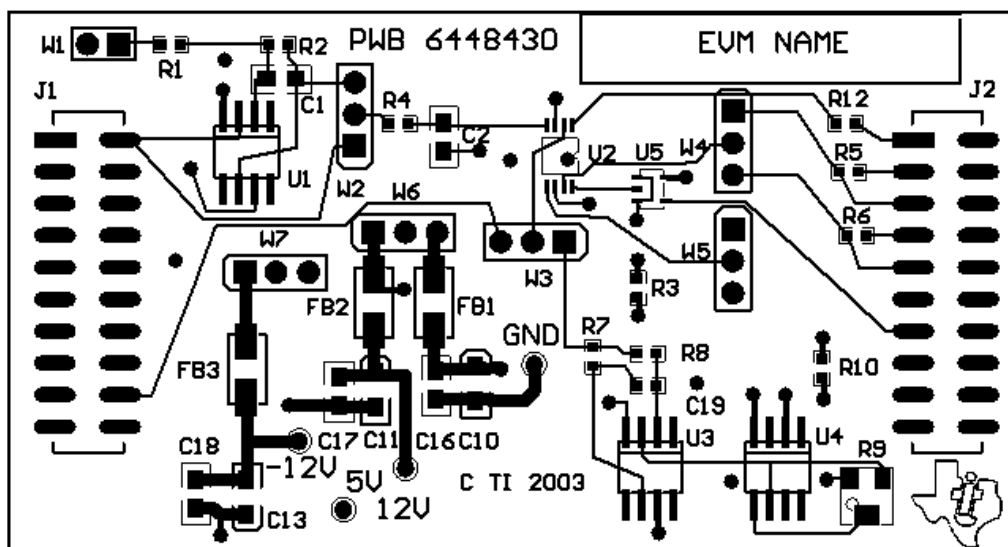 W1
R1
R2
PWB 6448430
EVM NAME
J1
C1
R4
C2
R12
J2
U1
W2
U2
U5
W4
R5
R6
W7
W6
W3
W5
R3
FB2
FB1
GND
R7
R8
R10
FB3
C19
C18
C17
C11
C16
C10
U3
U4
R9
-12V
5V
12V
C TI 2003
C13
ti